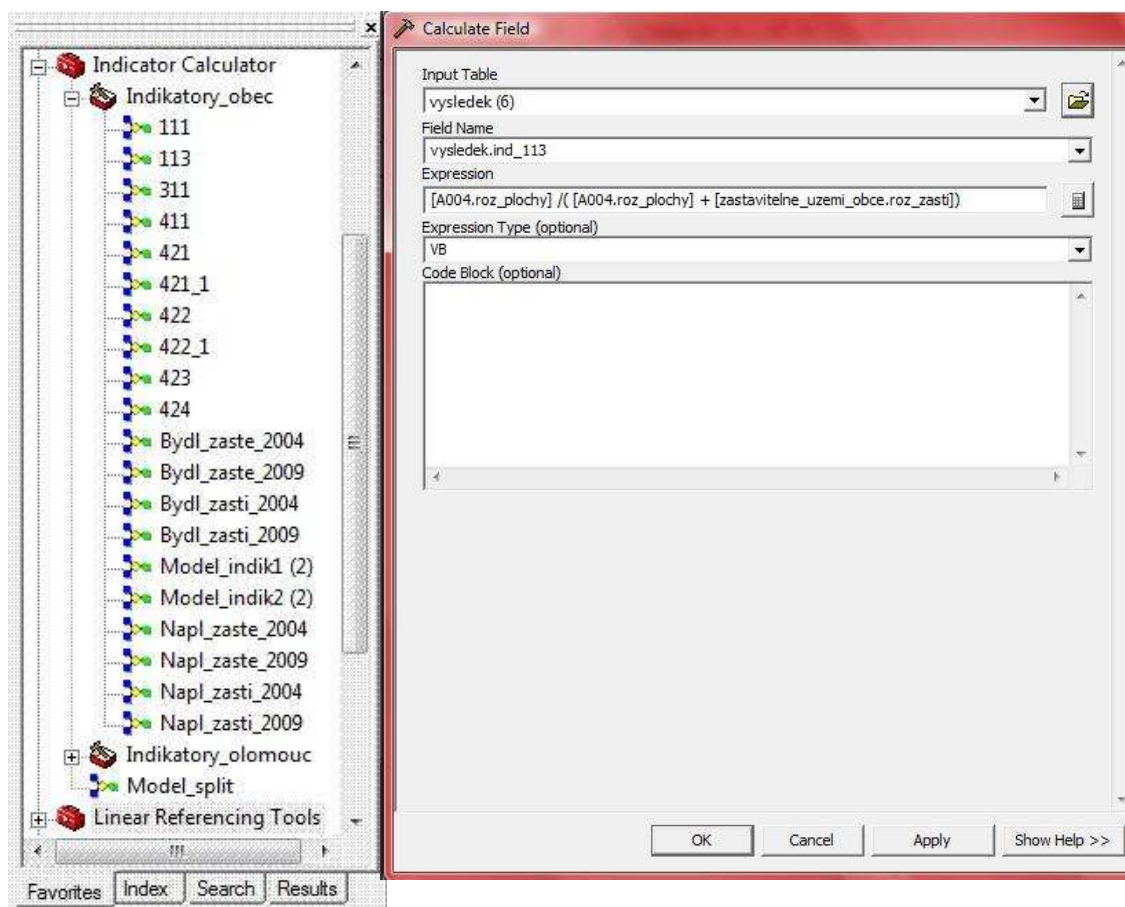 Indicator Calculator
Indikatory_obec
111
113
311
411
421
421_1
422
422_1
423
424
Bydl_zaste_2004
Bydl_zaste_2009
Bydl_zasti_2004
Bydl_zasti_2009
Model_indik1 (2)
Model_indik2 (2)
Napl_zaste_2004
Napl_zaste_2009
Napl_zasti_2004
Napl_zasti_2009
Indikatory_olomouc
Model_split
Linear Referencing Tools
Favorites Index Search Results
Calculate Field
Input Table
vysledek (6)
Field Name
vysledek.ind_113
Expression
[A004.roz_plochy] /( [A004.roz_plochy] + [zastavitelne_uzemi_obce.roz_zasti])
Expression Type (optional)
VB
Code Block (optional)
OK Cancel Apply Show Help >>